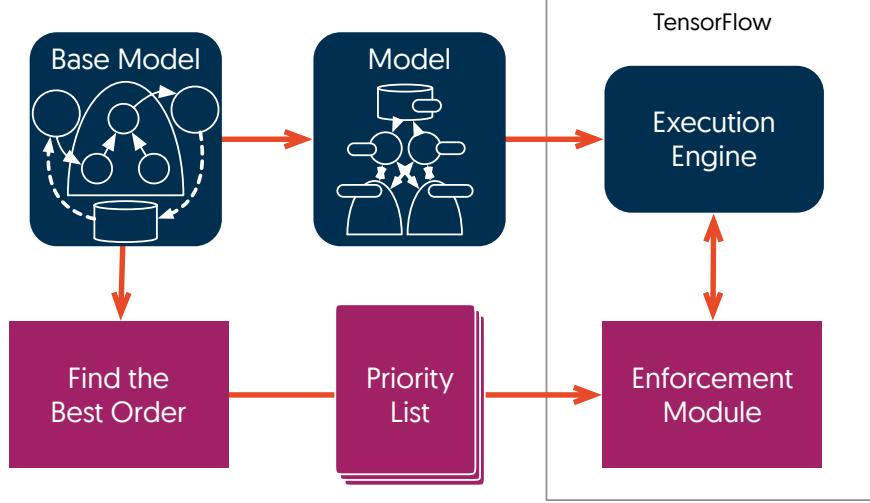 TensorFlow
Base Model
Model
Execution
Engine
Find the
Best Order
Priority
List
Enforcement
Module